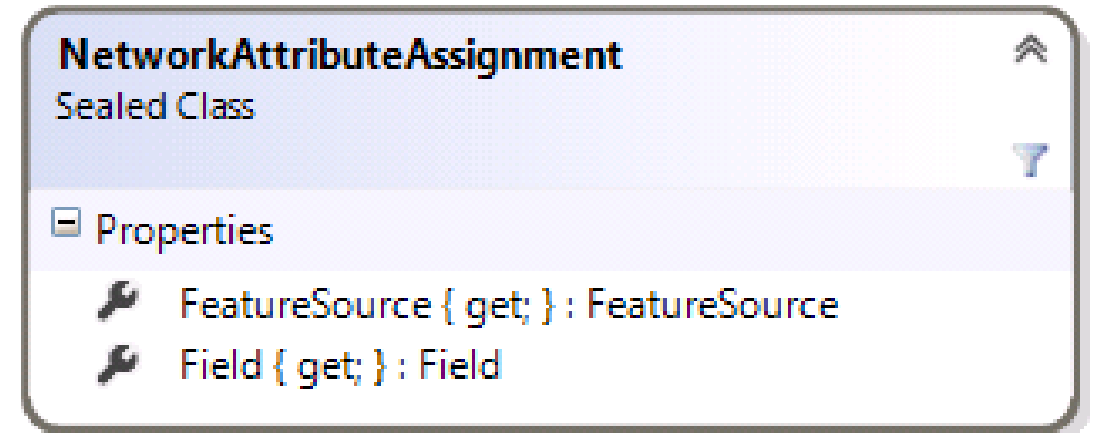 NetworkAttributeAssignment
Sealed Class
Properties
FeatureSource { get; } : FeatureSource
Field { get; } : Field